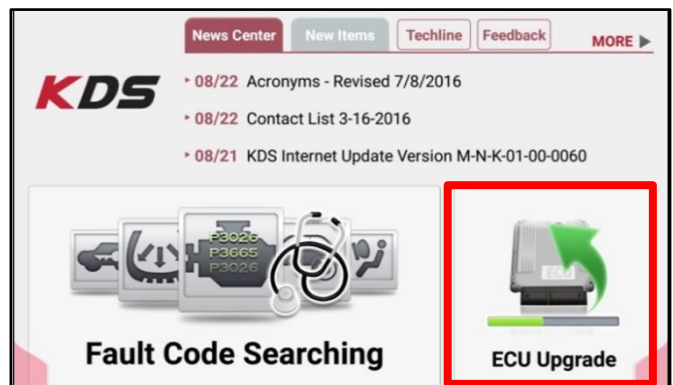 News Center New Items Techline Feedback MORE
KDS
08/22 Acronyms - Revised 7/8/2016
08/22 Contact List 3-16-2016
08/21 KDS Internet Update Version M-N-K-01-00-0060
P3026
P3665
P3026
ECU
Fault Code Searching
ECU Upgrade